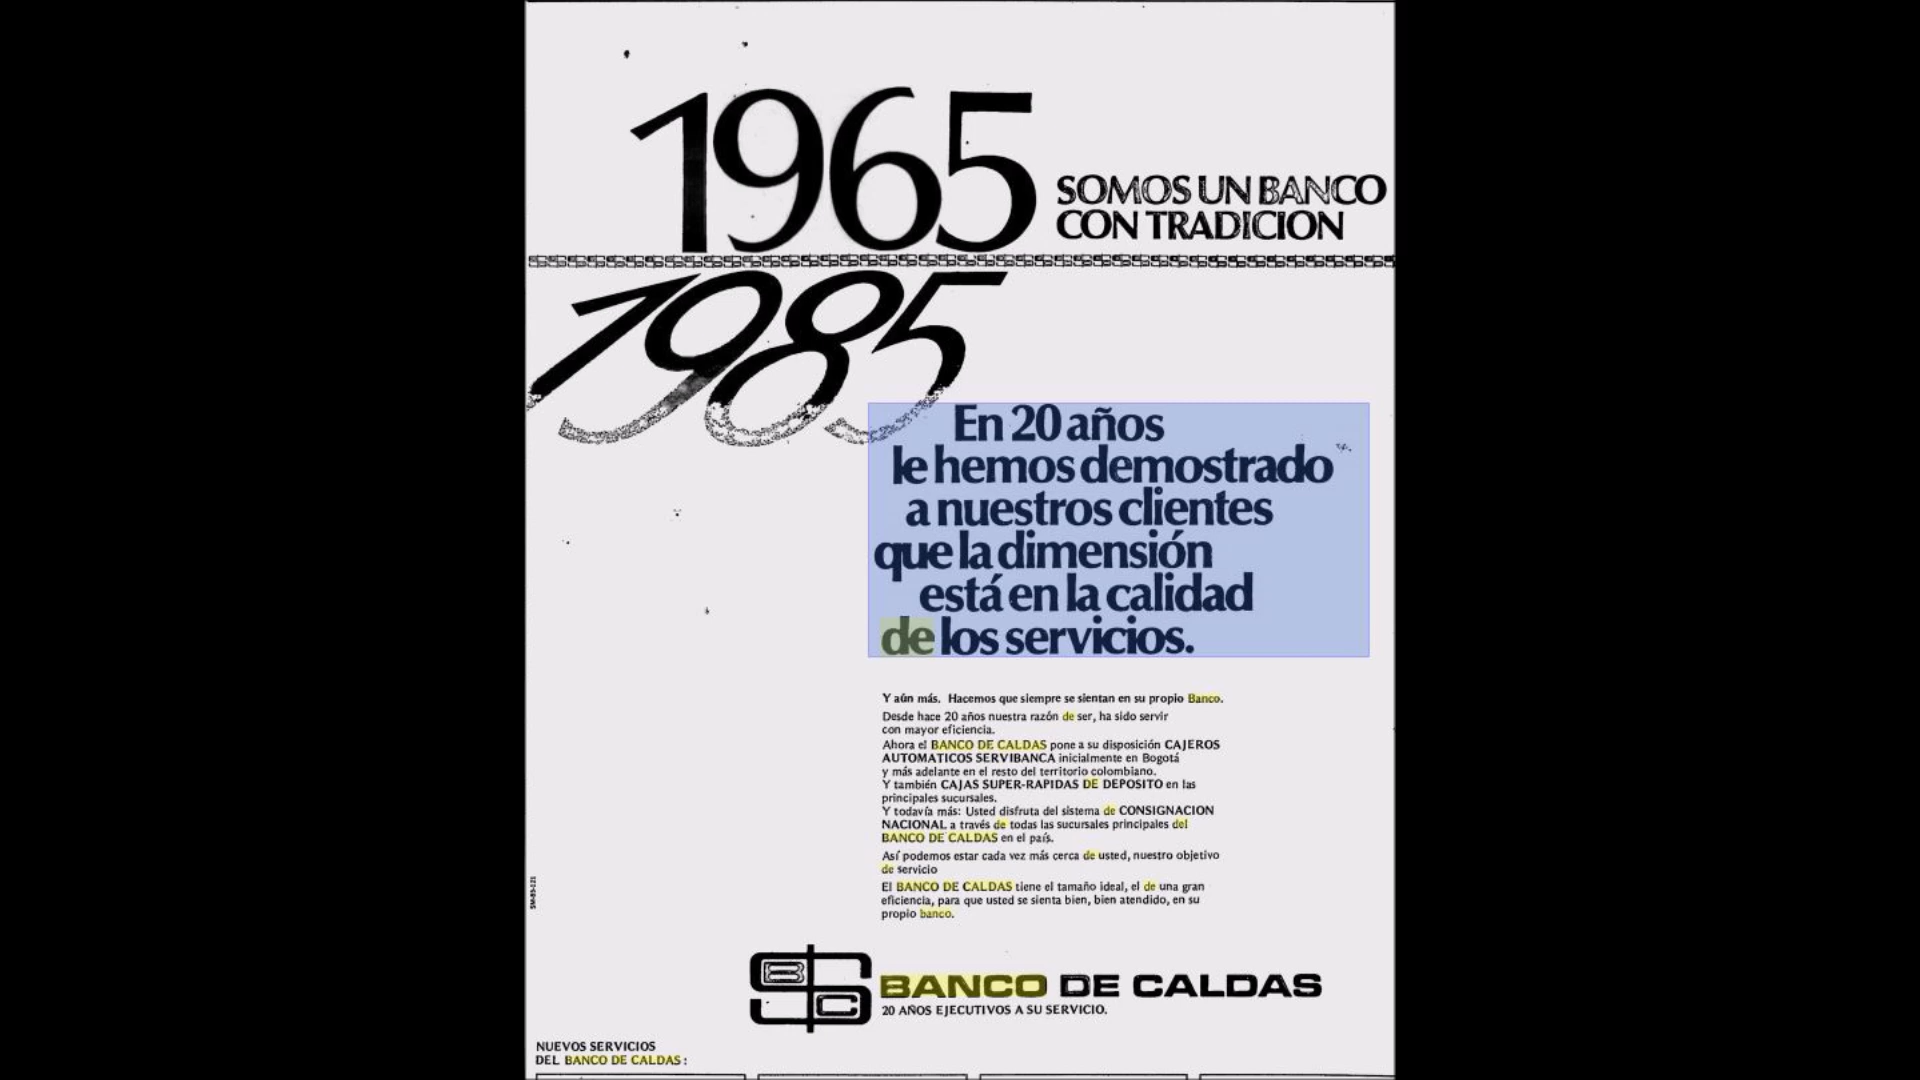 1965
SOMOS UN BANCO
CON TRADICION
1985
En 20 años
le hemos demostrado
a nuestros clientes
que la dimensión
está en la calidad
de los servicios.
Y aún más. Hacemos que siempre se sientan en su propio Banco.
Desde hace 20 años nuestra razón de ser, ha sido servir
con mayor eficiencia.
Ahora el BANCO DE CALDAS pone a su disposición CAJEROS
AUTOMATICOS SERVIBANCA inicialmente en Bogotá
y más adelante en el resto del territorio colombiano.
Y también CAJAS SUPER-RAPIDAS DE DEPOSITO en las
principales sucursales.
Y todavía más: Usted disfruta del sistema de CONSIGNACION
NACIONAL a través de todas las sucursales principales del
BANCO DE CALDAS en el país.
Así podemos estar cada vez más cerca de usted, nuestro objetivo
de servicio
El BANCO DE CALDAS tiene el tamaño ideal, el de una gran
eficiencia, para que usted se sienta bien, bien atendido, en su
propio banco.
BC
BANCO DE CALDAS
20 AÑOS EJECUTIVOS A SU SERVICIO.
NUEVOS SERVICIOS
DEL BANCO DE CALDAS: